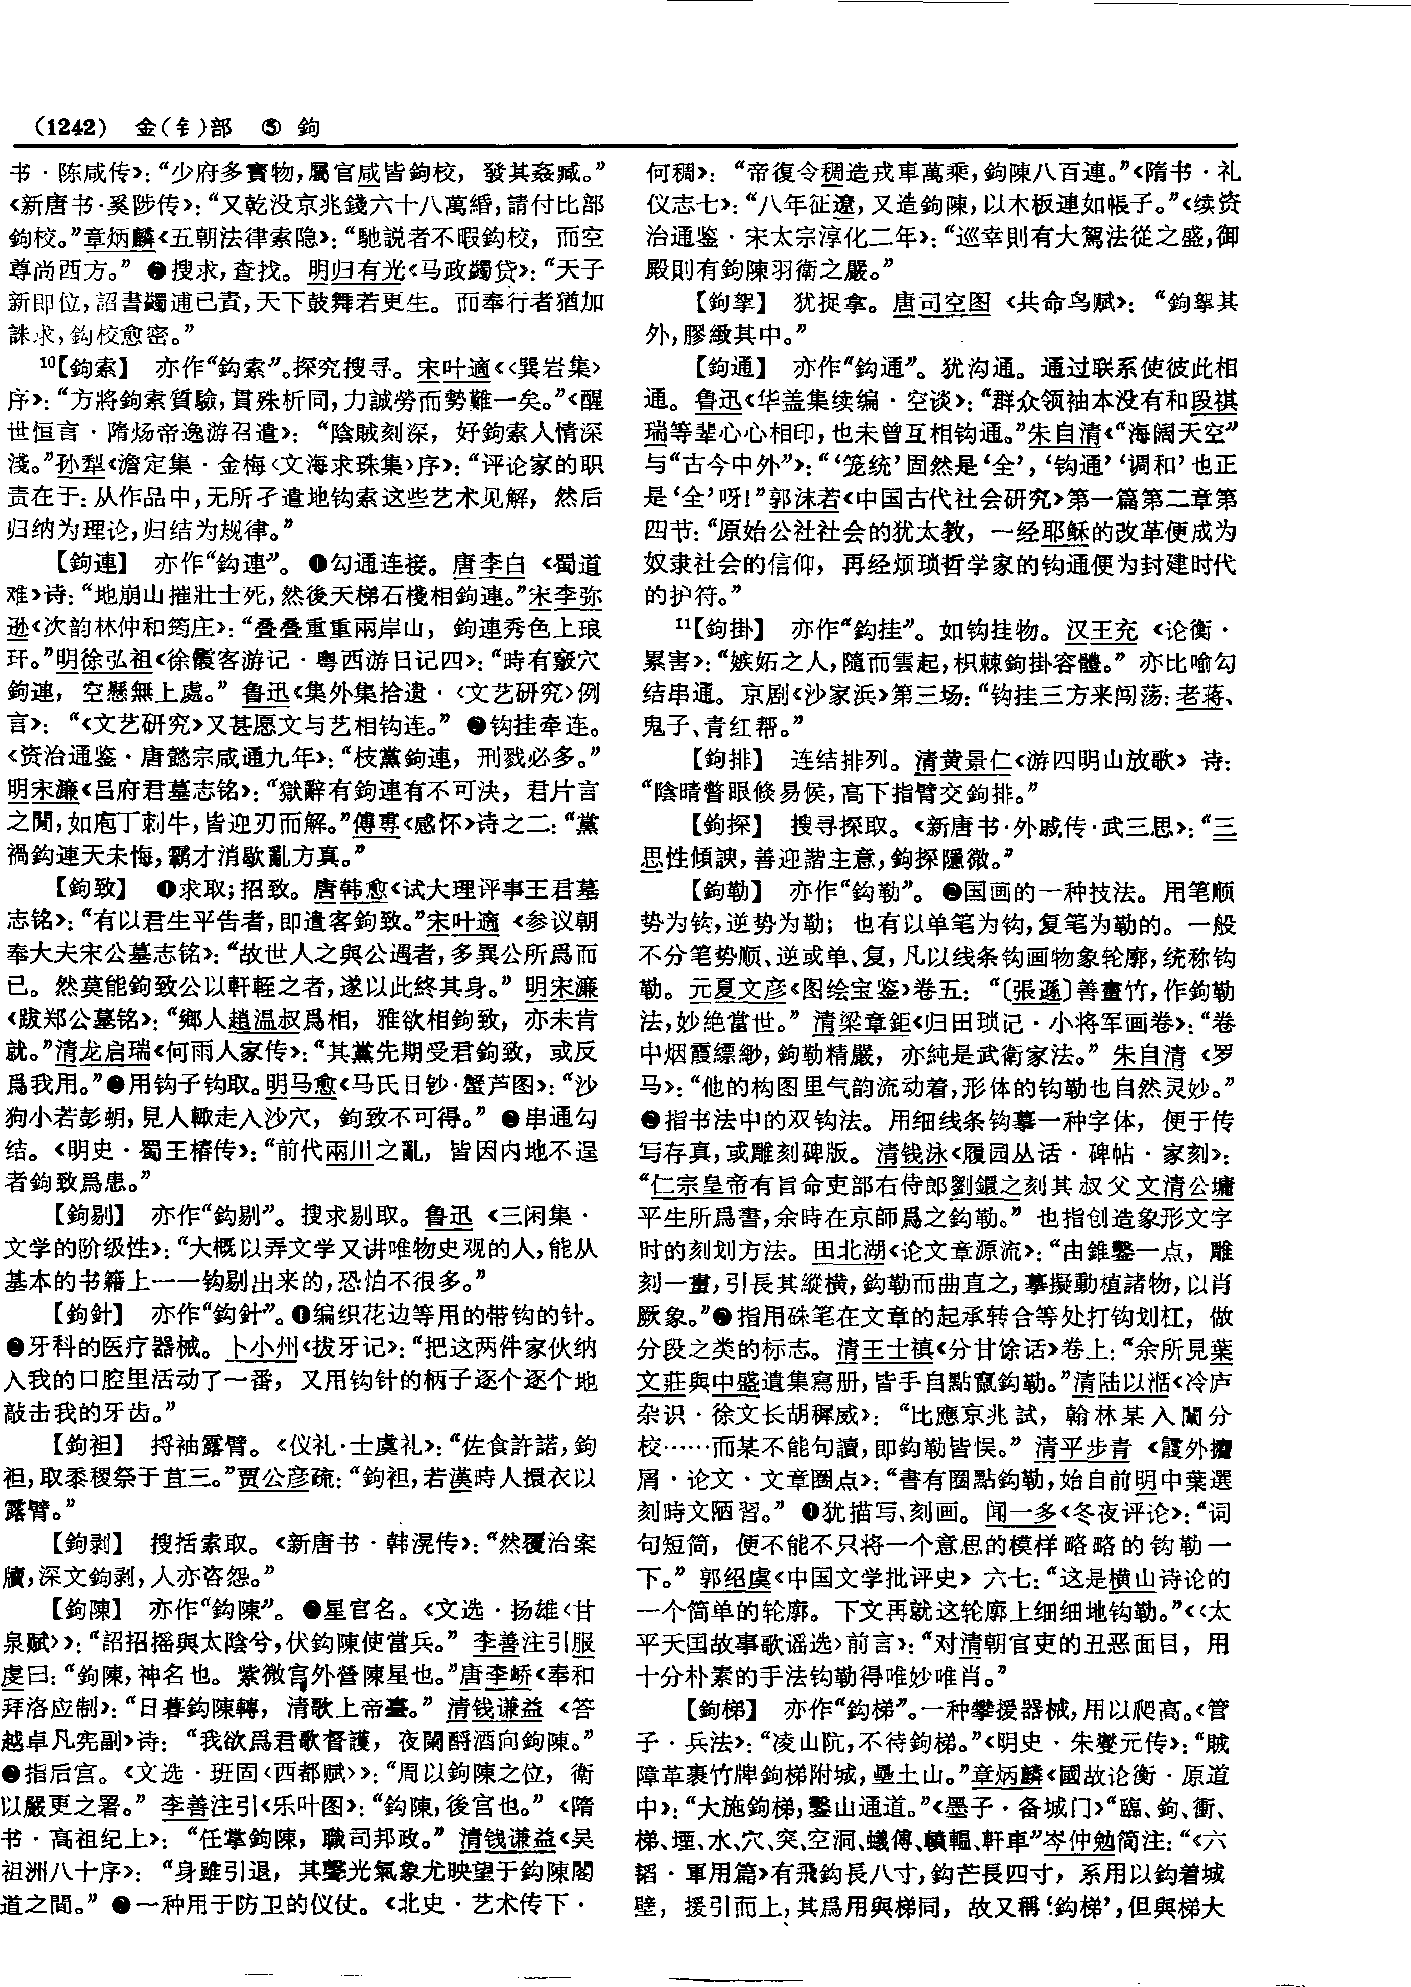 (1242) 金(钅)部 ⑤ 鉤
书·陈咸传》：“少府多寶物，屬官咸皆鉤校，發其姦臧。”
《新唐书·奚陟传》：“又乾没京兆錢六十八萬緡，請付比部
鉤校。”章炳麟《五朝法律索隐》：“馳説者不暇鉤校，而空
尊尚西方。”❷搜求，查找。明归有光《马政蠲贷》：“天子
新即位，詔書蠲逋已責，天下鼓舞若更生。而奉行者猶加
誅求，鈎校愈密。”
10【鉤索】 亦作“鈎索”。探究搜寻。宋叶適《〈巽岩集〉
序》：“方將鉤索質驗，貫殊析同，力誠勞而勢難一矣。”《醒
世恒言·隋炀帝逸游召遣》：“陰賊刻深，好鉤索人情深
淺。”孙犁《澹定集·金梅〈文海求珠集〉序》：“评论家的职
责在于：从作品中，无所孑遗地钩索这些艺术见解，然后
归纳为理论，归结为规律。”
【鉤連】 亦作“鈎連”。❶勾通连接。唐李白《蜀道
难》诗：“地崩山摧壯士死，然後天梯石棧相鉤連。”宋李弥
逊《次韵林仲和筠庄》：“叠叠重重兩岸山，鉤連秀色上琅
玕。”明徐弘祖《徐霞客游记·粤西游日记四》：“時有竅穴
鉤連，空懸無上處。”鲁迅《集外集拾遗·〈文艺研究〉例
言》：“《文艺研究》又甚愿文与艺相钩连。”❷钩挂牵连。
《资治通鉴·唐懿宗咸通九年》：“枝黨鉤連，刑戮必多。”
明宋濂《吕府君墓志铭》：“獄辭有鉤連有不可決，君片言
之間，如庖丁刺牛，皆迎刃而解。”傅尃《感怀》诗之二：“黨
禍鈎連天未悔，霸才消歇亂方真。”
【鉤致】 ❶求取；招致。唐韩愈《试大理评事王君墓
志铭》：“有以君生平告者，即遣客鉤致。”宋叶適《参议朝
奉大夫宋公墓志铭》：“故世人之與公遇者，多異公所爲而
已。然莫能鉤致公以軒輊之者，遂以此終其身。”明宋濂
《跋郑公墓铭》：“鄉人趙温叔爲相，雅欲相鉤致，亦未肯
就。”清龙启瑞《何雨人家传》：“其黨先期受君鉤致，或反
爲我用。”❷用钩子钩取。明马愈《马氏日钞·蟹芦图》：“沙
狗小若彭蜞，見人輒走入沙穴，鉤致不可得。”❸串通勾
结。《明史·蜀王椿传》：“前代兩川之亂，皆因内地不逞
者鉤致爲患。”
【鉤剔】 亦作“鈎剔”。搜求剔取。鲁迅《三闲集·
文学的阶级性》：“大概以弄文学又讲唯物史观的人，能从
基本的书籍上一一钩剔出来的，恐怕不很多。”
【鉤針】 亦作“鈎針”。❶编织花边等用的带钩的针。
❷牙科的医疗器械。卜小州《拔牙记》：“把这两件家伙纳
入我的口腔里活动了一番，又用钩针的柄子逐个逐个地
敲击我的牙齿。”
【鉤袒】 捋袖露臂。《仪礼·士虞礼》：“佐食許諾，鉤
袒，取黍稷祭于苴三。”贾公彦疏：“鉤袒，若漢時人擐衣以
露臂。”
【鉤剥】 搜括索取。《新唐书·韩滉传》：“然覆治案
牘，深文鉤剥，人亦咨怨。”
【鉤陳】 亦作“鈎陳”。❶星官名。《文选·扬雄〈甘
泉赋〉》：“詔招摇與太陰兮，伏鉤陳使當兵。”李善注引服
虔曰：“鉤陳，神名也。紫微宫外營陳星也。”唐李峤《奉和
拜洛应制》：“日暮鈎陳轉，清歌上帝臺。”清钱谦益《答
越卓凡宪副》诗：“我欲爲君歌督護，夜闌酹酒向鉤陳。”
❷指后宫。《文选·班固〈西都赋〉》：“周以鉤陳之位，衛
以嚴更之署。”李善注引《乐叶图》：“鈎陳，後宫也。”《隋
书·高祖纪上》：“任掌鉤陳，職司邦政。”清钱谦益《吴
祖洲八十序》：“身雖引退，其聲光氣象尤映望于鈎陳閣
道之間。”❸一种用于防卫的仪仗。《北史·艺术传下·
何稠》：“帝復令稠造戎車萬乘，鉤陳八百連。”《隋书·礼
仪志七》：“八年征遼，又造鉤陳，以木板連如帳子。”《续资
治通鉴·宋太宗淳化二年》：“巡幸則有大駕法從之盛，御
殿則有鉤陳羽衛之嚴。”
【鉤拏】 犹捉拿。唐司空图《共命鸟赋》：“鉤拏其
外，膠緻其中。”
【鉤通】 亦作“鈎通”。犹沟通。通过联系使彼此相
通。鲁迅《华盖集续编·空谈》：“群众领袖本没有和段祺
瑞等辈心心相印，也未曾互相钩通。”朱自清《“海阔天空”
与“古今中外”》：“‘笼统’固然是‘全’，‘钩通’‘调和’也正
是‘全’呀！”郭沫若《中国古代社会研究》第一篇第二章第
四节：“原始公社社会的犹太教，一经耶稣的改革便成为
奴隶社会的信仰，再经烦琐哲学家的钩通便为封建时代
的护符。”
11【鉤掛】 亦作“鈎挂”。如钩挂物。汉王充《论衡·
累害》：“嫉妬之人，隨而雲起，枳棘鉤掛容體。”亦比喻勾
结串通。京剧《沙家浜》第三场：“钩挂三方来闯荡：老蒋、
鬼子、青红帮。”
【鉤排】 连结排列。清黄景仁《游四明山放歌》诗：
“陰晴瞥眼倏易侯，高下指臂交鉤排。”
【鉤探】 搜寻探取。《新唐书·外戚传·武三思》：“三
思性傾諛，善迎諧主意，鈎探隱微。”
【鉤勒】 亦作“鈎勒”。❶国画的一种技法。用笔顺
势为钩，逆势为勒；也有以单笔为钩，复笔为勒的。一般
不分笔势顺、逆或单、复，凡以线条钩画物象轮廓，统称钩
勒。元夏文彦《图绘宝鉴》卷五：“〔張遜〕善畫竹，作鉤勒
法，妙絶當世。”清梁章鉅《归田琐记·小将军画卷》：“卷
中烟霞縹緲，鈎勒精嚴，亦純是武衛家法。”朱自清《罗
马》：“他的构图里气韵流动着，形体的钩勒也自然灵妙。”
❷指书法中的双钩法。用细线条钩摹一种字体，便于传
写存真，或雕刻碑版。清钱泳《履园丛话·碑帖·家刻》：
“仁宗皇帝有旨命吏部右侍郎劉鐶之刻其叔父文清公墉
平生所爲書，余時在京師爲之鈎勒。”也指创造象形文字
时的刻划方法。田北湖《论文章源流》：“由錐鑿一点，雕
刻一畫，引長其縱横，鈎勒而曲直之，摹擬動植諸物，以肖
厥象。”❸指用硃笔在文章的起承转合等处打钩划杠，做
分段之类的标志。清王士禛《分甘馀话》卷上：“余所見葉
文莊與中盛遺集寫册，皆手自點竄鈎勒。”清陆以湉《冷庐
杂识·徐文长胡稺威》：“比應京兆試，翰林某入闈分
校……而某不能句讀，即鈎勒皆悮。”清平步青《霞外攟
屑·论文·文章圈点》：“書有圈點鈎勒，始自前明中葉選
刻時文陋習。”❹犹描写、刻画。闻一多《冬夜评论》：“词
句短简，便不能不只将一个意思的模样略略的钩勒一
下。”郭绍虞《中国文学批评史》六七：“这是横山诗论的
一个简单的轮廓。下文再就这轮廓上细细地钩勒。”《〈太
平天国故事歌谣选〉前言》：“对清朝官吏的丑恶面目，用
十分朴素的手法钩勒得唯妙唯肖。”
【鉤梯】 亦作“鈎梯”。一种攀援器械，用以爬高。《管
子·兵法》：“凌山阬，不待鉤梯。”《明史·朱燮元传》：“賊
障革裹竹牌鉤梯附城，壘土山。”章炳麟《國故论衡·原道
中》：“大施鉤梯，鑿山通道。”《墨子·备城门》“臨、鉤、衝、
梯、堙、水、穴、突、空洞、蟻傅、轒轀、軒車”岑仲勉简注：“《六
韬·軍用篇》有飛鈎長八寸，鈎芒長四寸，系用以鈎着城
壁，援引而上，其爲用與梯同，故又稱‘鈎梯’，但與梯大